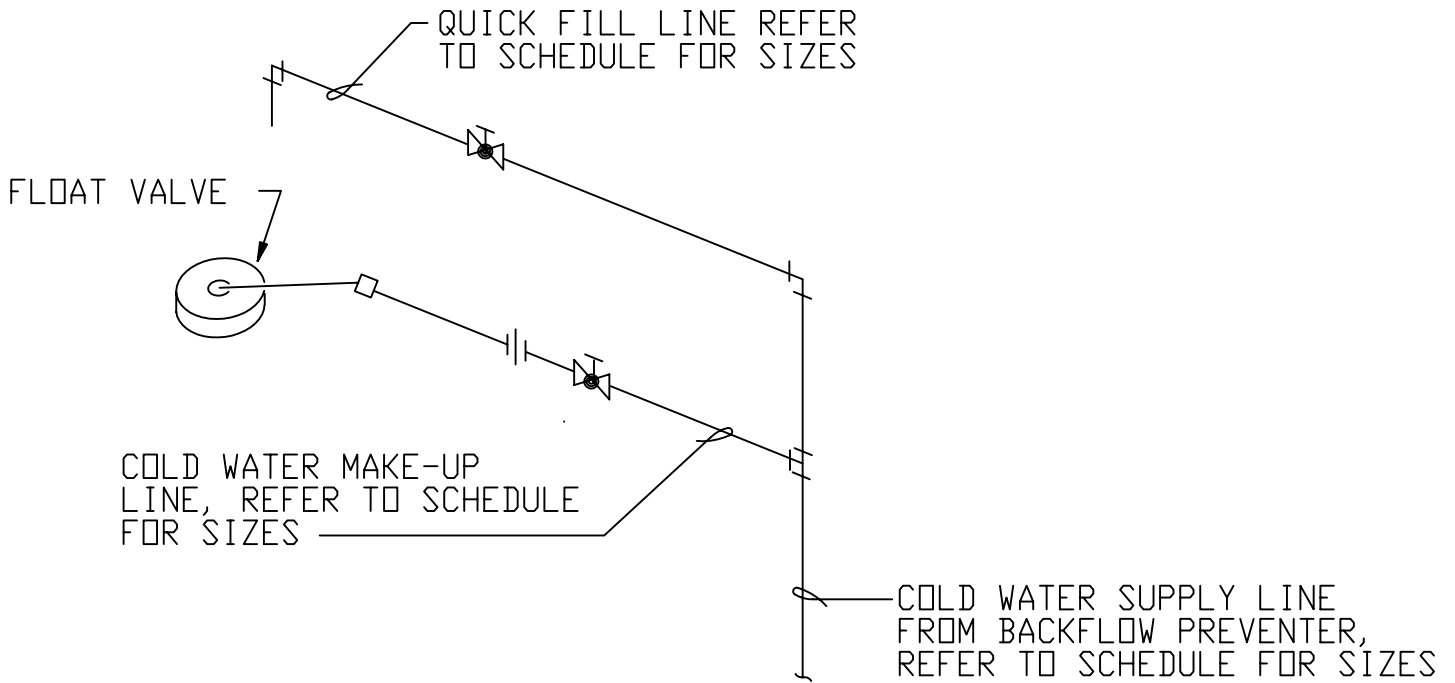 QUICK FILL LINE REFER
TO SCHEDULE FOR SIZES
FLOAT VALVE
COLD WATER MAKE-UP
LINE, REFER TO SCHEDULE
FOR SIZES
COLD WATER SUPPLY LINE
FROM BACKFLOW PREVENTER,
REFER TO SCHEDULE FOR SIZES